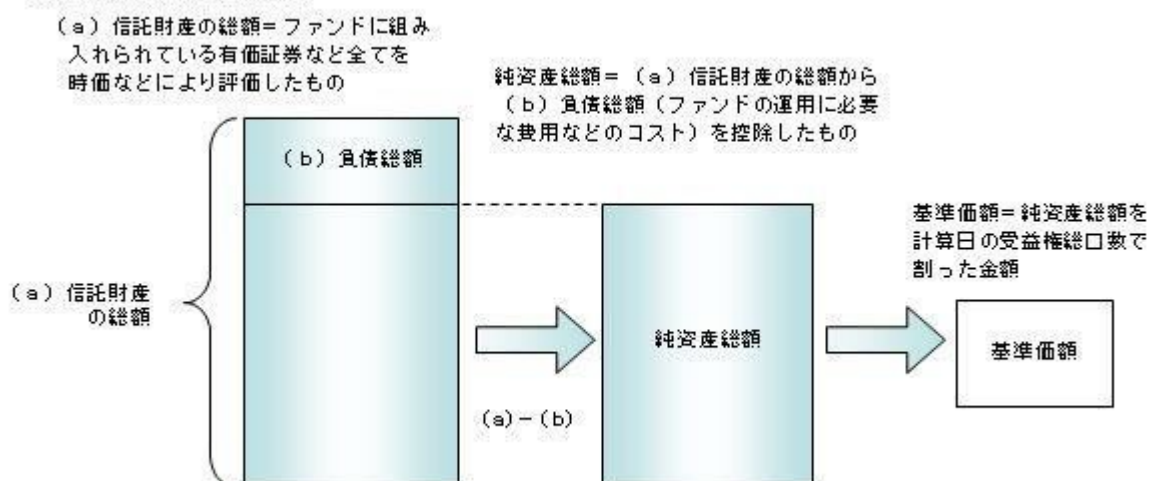 （a）信託財産の総額＝ファンドに組み
入れられている有価証券など全てを
時価などにより評価したもの
純資産総額＝（a）信託財産の総額から
（b）負債総額（ファンドの運用に必要
な費用などのコスト）を控除したもの
（b）負債総額
基準価額＝純資産総額を
計算日の受益権総口数で
割った金額
（a）信託財産
の総額
純資産総額
基準価額
（a）－（b）